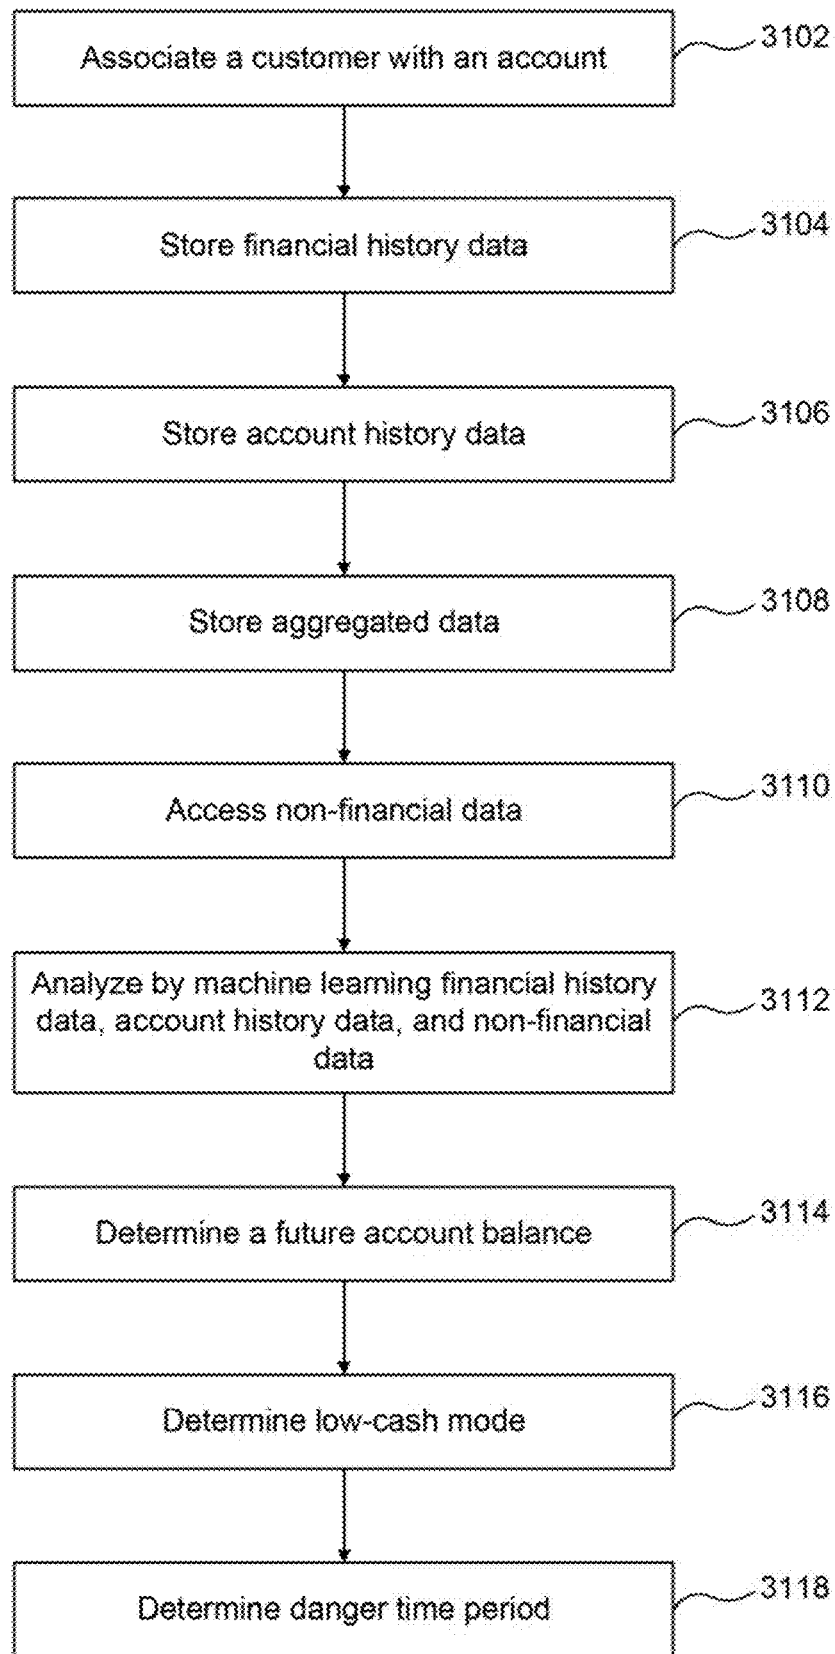 Associate a customer with an account
3102
Store financial history data
3104
Store account history data
3106
Store aggregated data
3108
Access non-financial data
3110
Analyze by machine learning financial history
data, account history data, and non-financial
data
3112
Determine a future account balance
3114
Determine low-cash mode
3116
Determine danger time period
3118